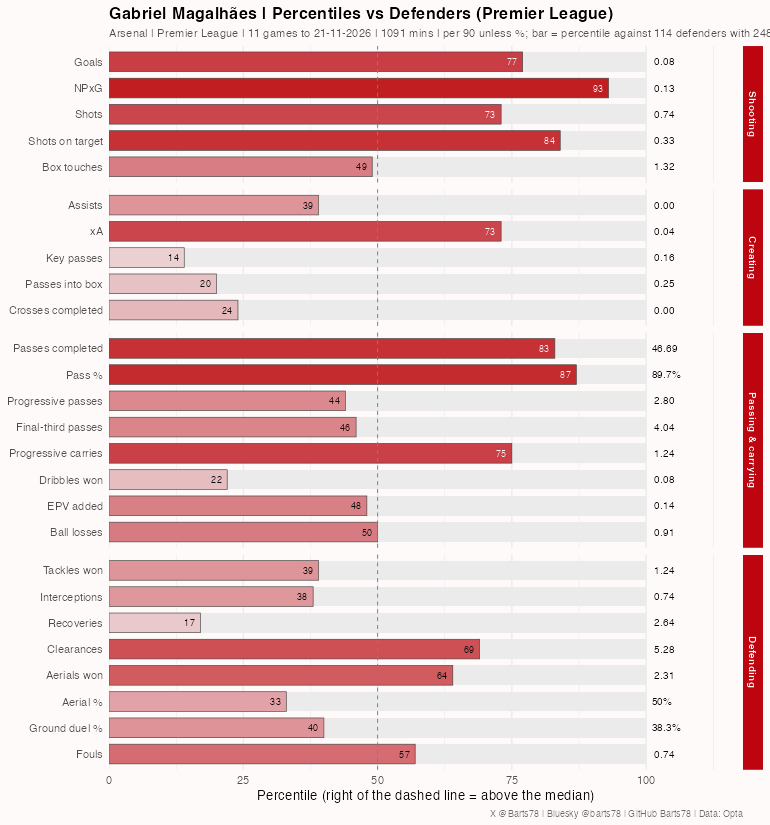 Gabriel Magalhães | Percentiles vs Defenders (Premier League)
Arsenal | Premier League | 11 games to 21-11-2026 | 1091 mins | per 90 unless %; bar = percentile against 114 defenders with 248
Goals 77 0.08
NPxG 93 0.13
Shots 73 0.74
Shots on target 84 0.33
Box touches 49 1.32
Shooting
Assists 39 0.00
xA 73 0.04
Key passes 14 0.16
Passes into box 20 0.25
Crosses completed 24 0.00
Creating
Passes completed 83 46.69
Pass % 87 89.7%
Progressive passes 44 2.80
Final-third passes 46 4.04
Progressive carries 75 1.24
Dribbles won 22 0.08
EPV added 48 0.14
Ball losses 50 0.91
Passing & carrying
Tackles won 39 1.24
Interceptions 38 0.74
Recoveries 17 2.64
Clearances 69 5.28
Aerials won 64 2.31
Aerial % 33 50%
Ground duel % 40 38.3%
Fouls 57 0.74
Defending
0 25 50 75 100
Percentile (right of the dashed line = above the median)
X @Barts78 | Bluesky @barts78 | GitHub Barts78 | Data: Opta